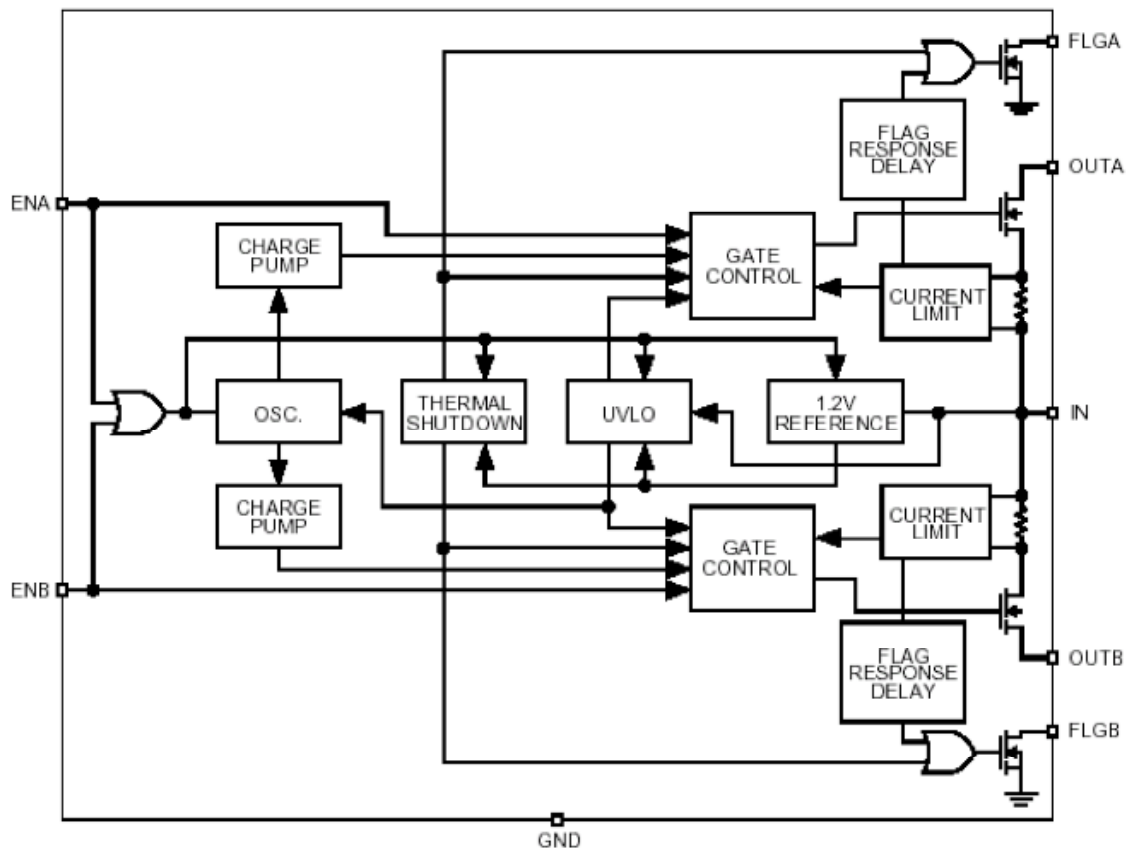 FLGA
FLAG
RESPONSE
DELAY
OUTA
ENA
CHARGE
PUMP
GATE
CONTROL
CURRENT
LIMIT
OSC.
THERMAL
SHUTDOWN
UVLO
1.2V
REFERENCE
IN
CHARGE
PUMP
GATE
CONTROL
CURRENT
LIMIT
ENB
FLAG
RESPONSE
DELAY
OUTB
FLGB
GND